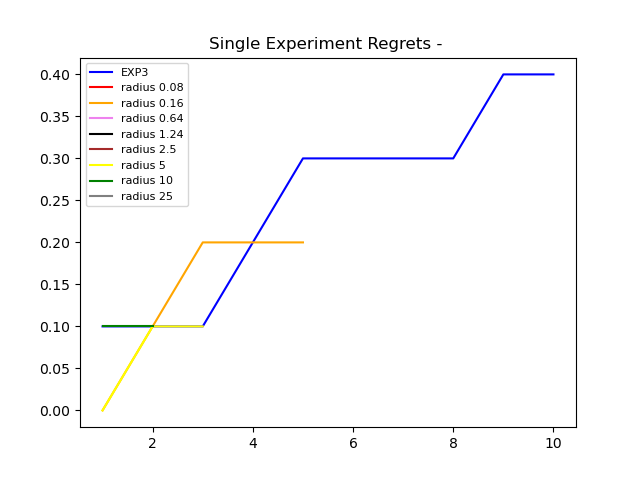 Single Experiment Regrets -
0.40
0.35
0.30
0.25
0.20
0.15
0.10
0.05
0.00
EXP3
radius 0.08
radius 0.16
radius 0.64
radius 1.24
radius 2.5
radius 5
radius 10
radius 25
2 4 6 8 10